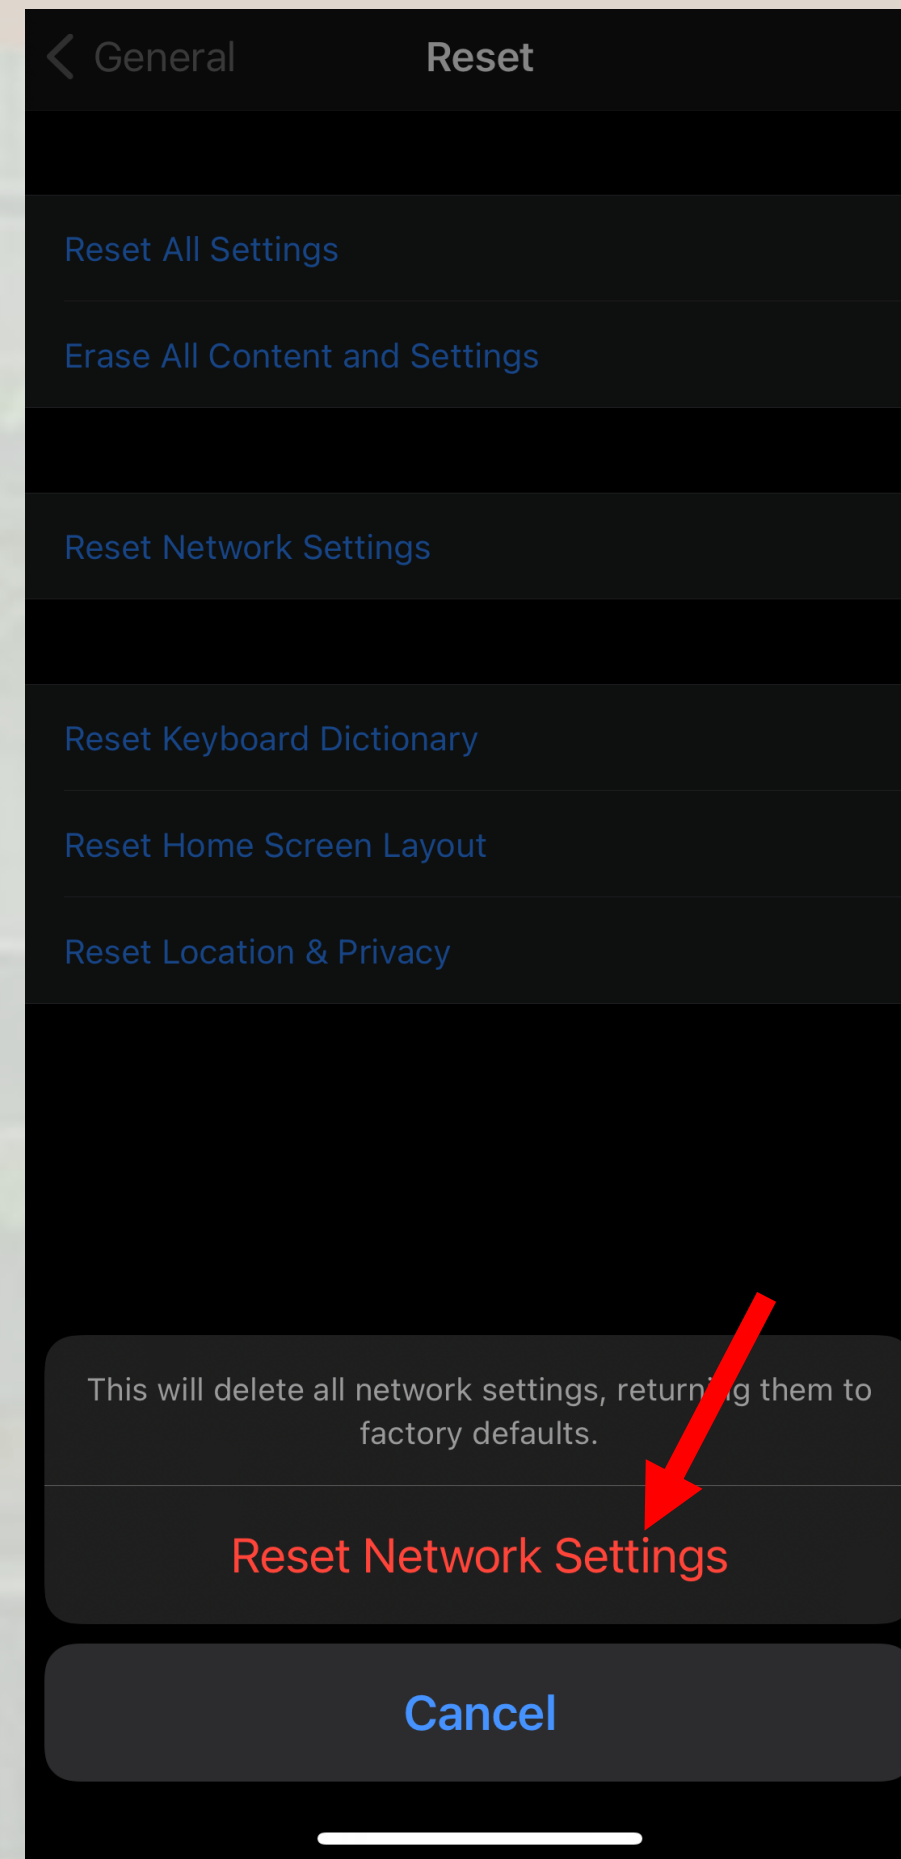 General
Reset
Reset All Settings
Erase All Content and Settings
Reset Network Settings
Reset Keyboard Dictionary
Reset Home Screen Layout
Reset Location & Privacy
This will delete all network settings, returning them to
factory defaults.
Reset Network Settings
Cancel